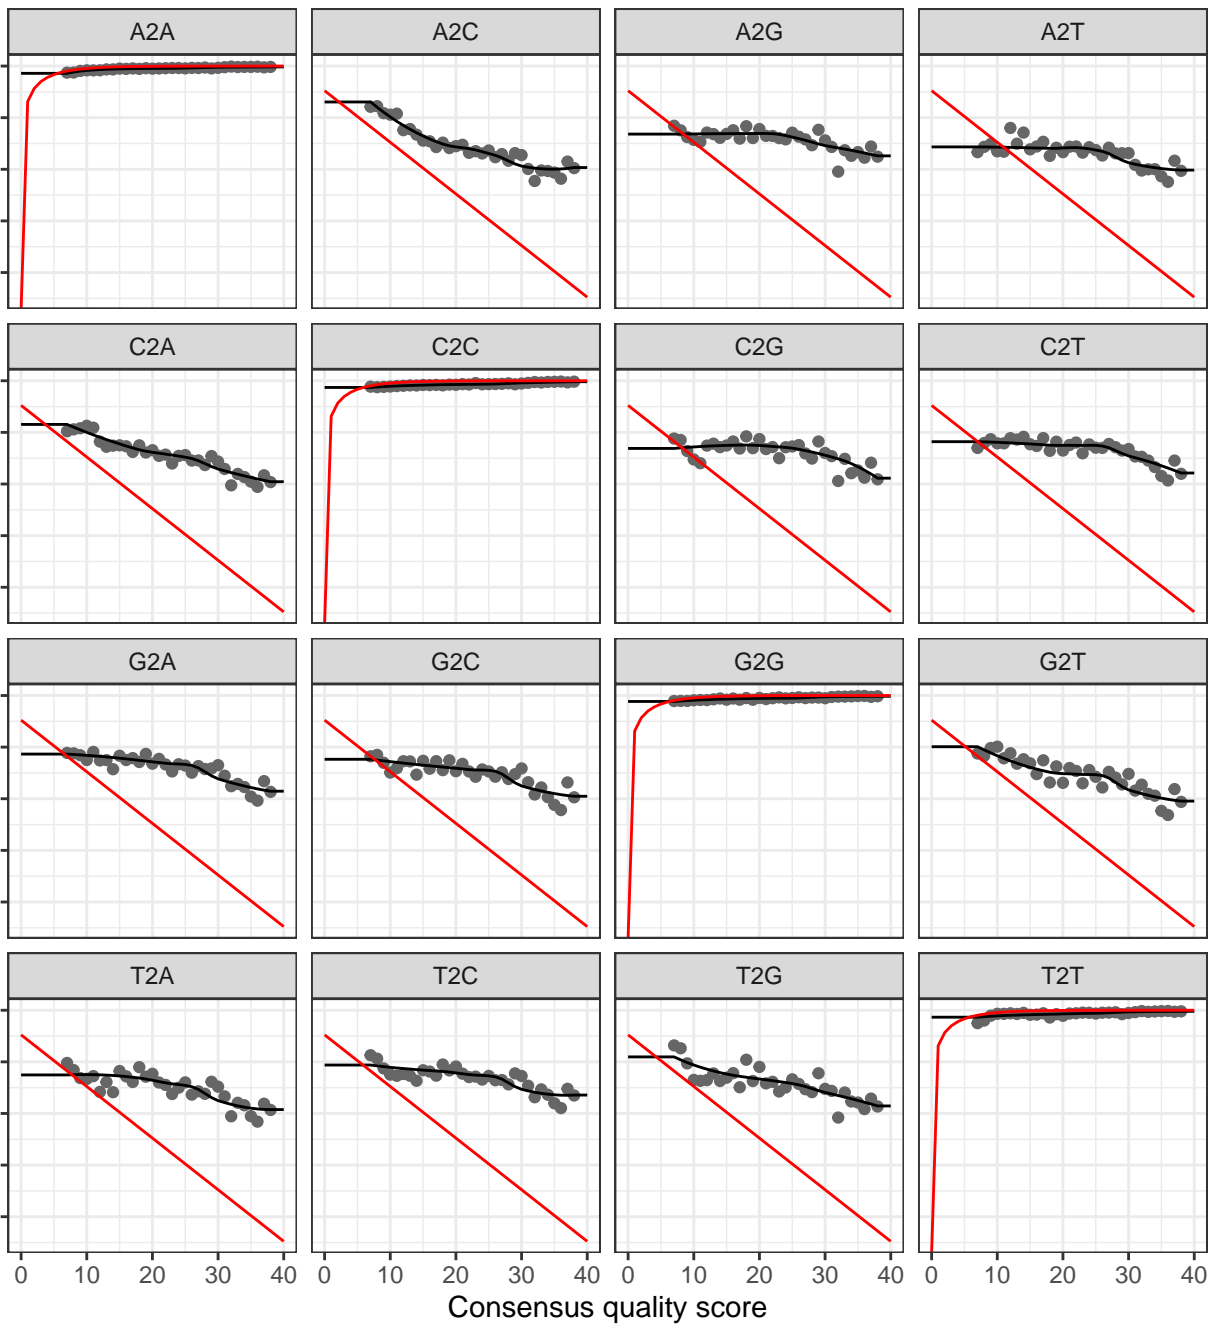 A2A A2C A2G A2T
C2A C2C C2G C2T
G2A G2C G2G G2T
T2A T2C T2G T2T
0 10 20 30 40 0 10 20 30 40 0 10 20 30 40 0 10 20 30 40
Consensus quality score